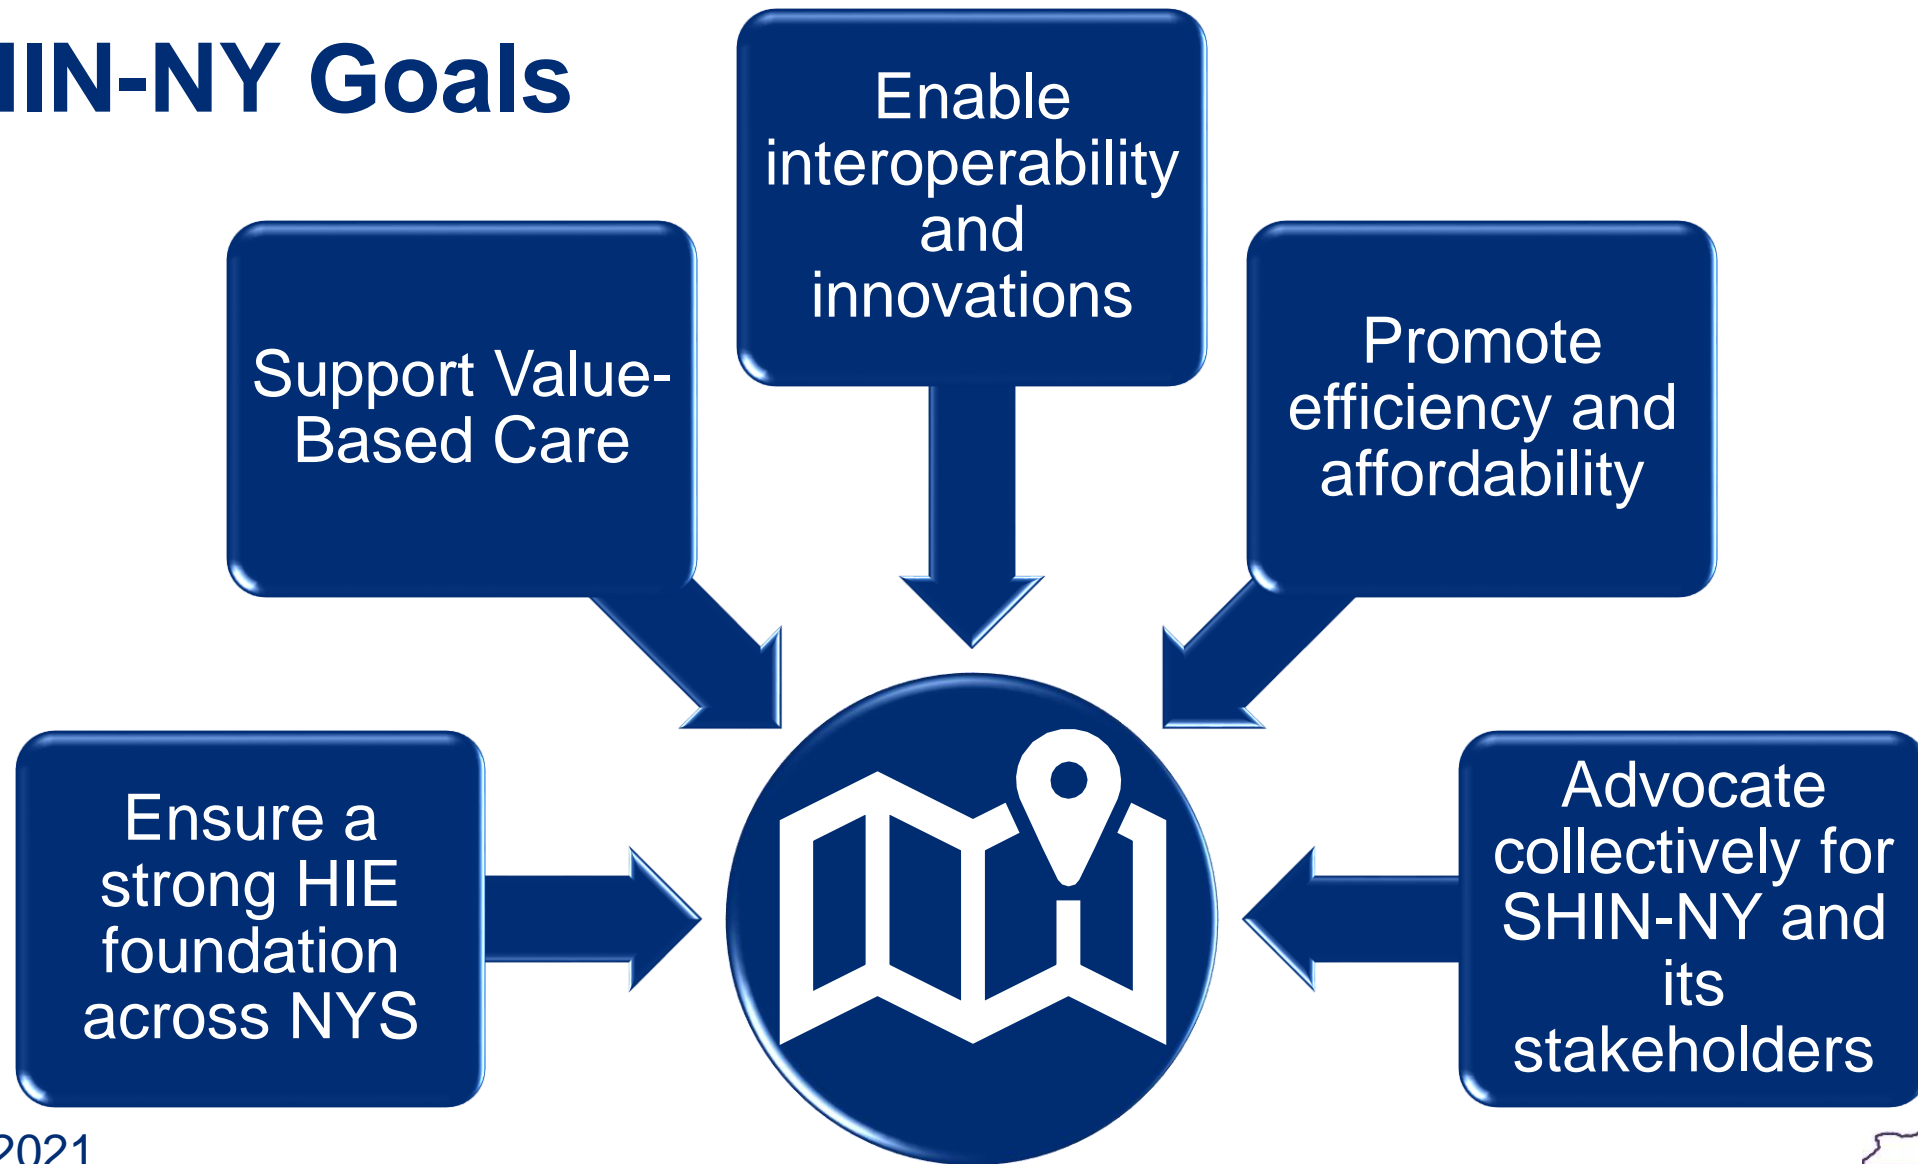 HIN-NY Goals
Enable
interoperability
and
innovations
Support Value-
Based Care
Promote
efficiency and
affordability
Ensure a
strong HIE
foundation
across NYS
Advocate
collectively for
SHIN-NY and
its
stakeholders
2021